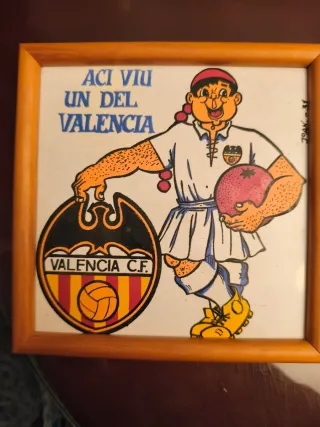 ACI VIU
UN DEL
VALENCIA
VALENCIA C.F.